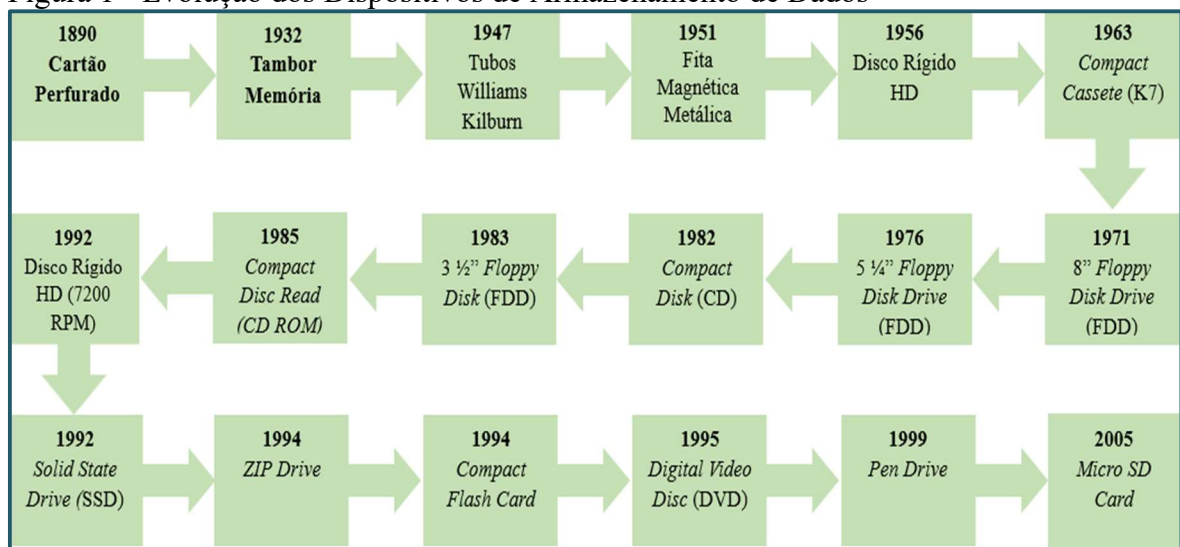 Figura 1 - Evolução dos Dispositivos de Armazenamento de Dados
1890
Cartão
Perfurado
1932
Tambor
Memória
1947
Tubos
Williams
Kilburn
1951
Fita
Magnética
Metálica
1956
Disco Rígido
HD
1963
Compact
Cassete (K7)
1971
8” Floppy
Disk Drive
(FDD)
1976
5 ¼” Floppy
Disk Drive
(FDD)
1982
Compact
Disk (CD)
1983
3 ½” Floppy
Disk (FDD)
1985
Compact
Disc Read
(CD ROM)
1992
Disco Rígido
HD (7200
RPM)
1992
Solid State
Drive (SSD)
1994
ZIP Drive
1994
Compact
Flash Card
1995
Digital Video
Disc (DVD)
1999
Pen Drive
2005
Micro SD
Card